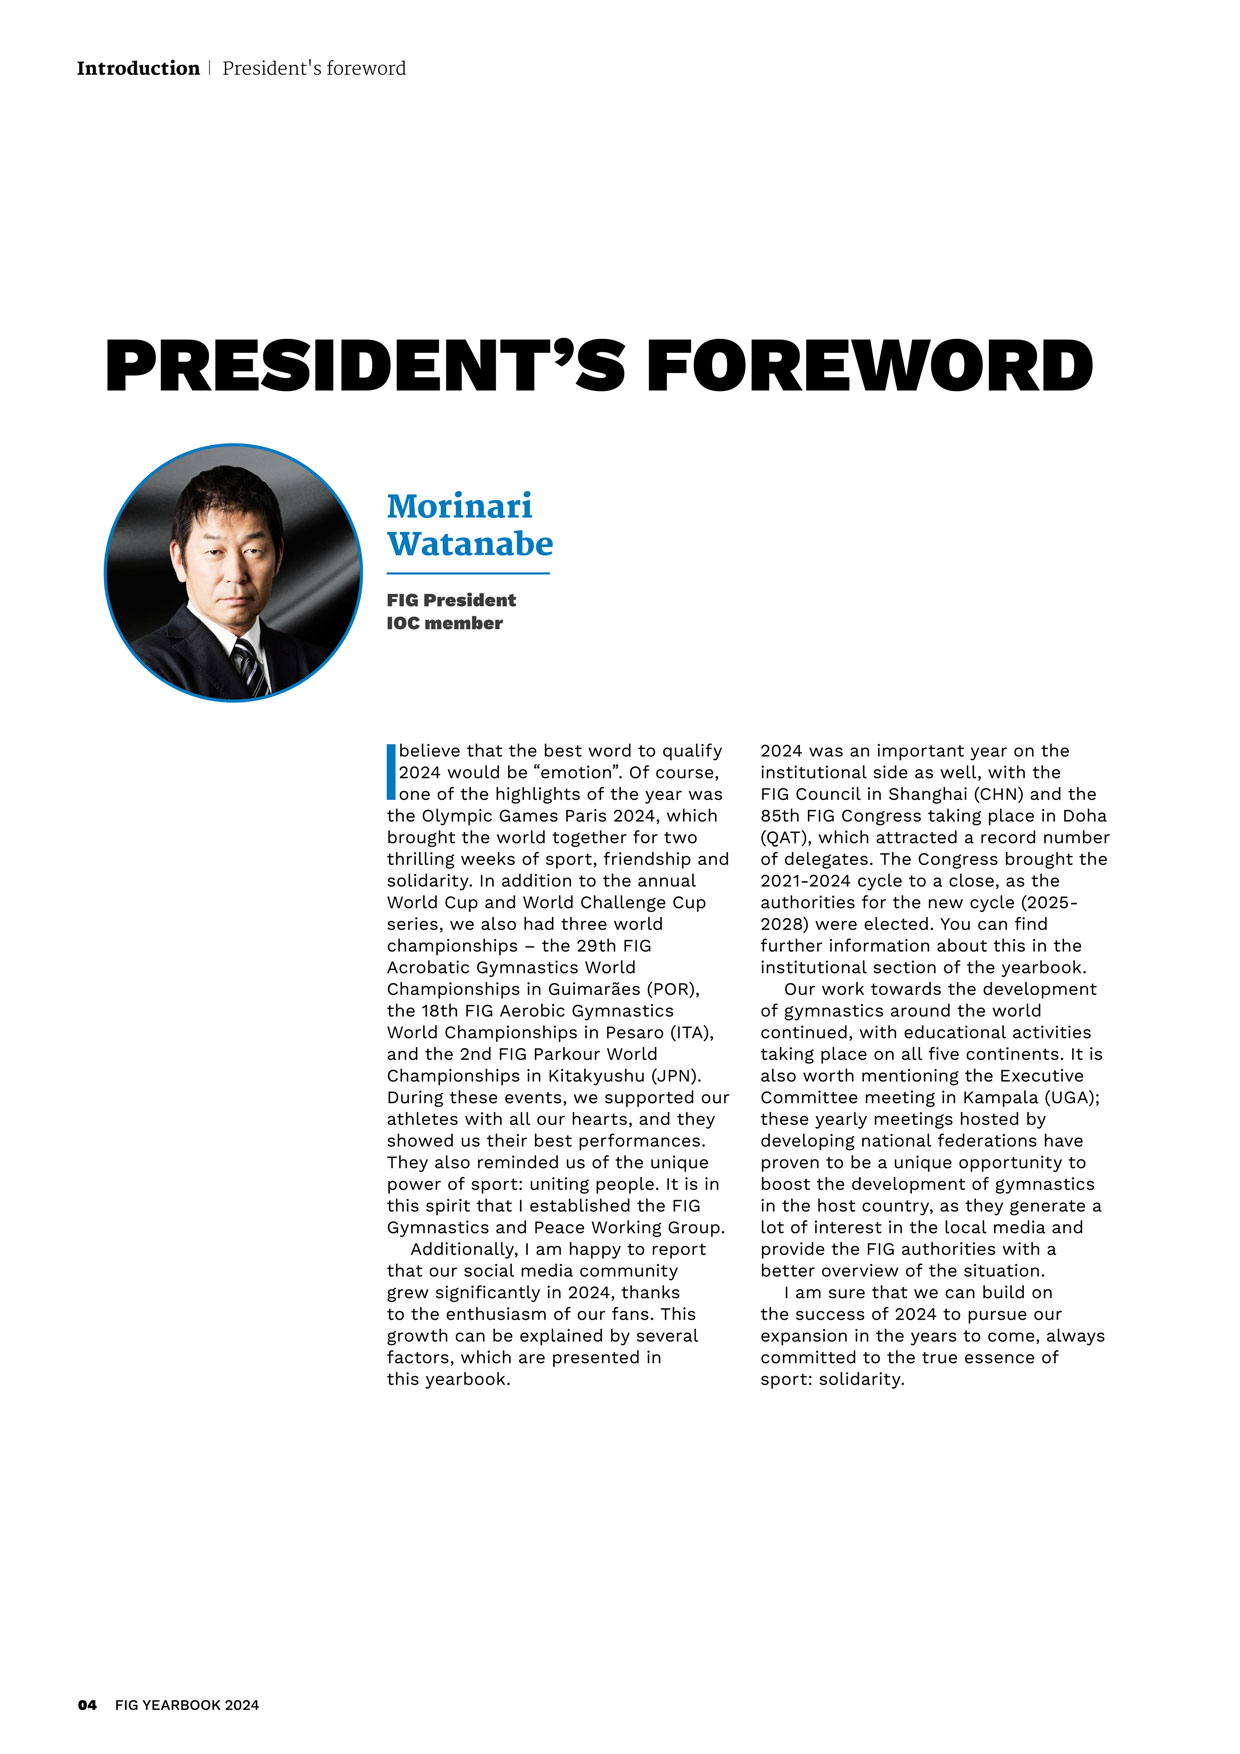 Introduction | President's foreword
PRESIDENT’S FOREWORD
Morinari
Watanabe
FIG President
IOC member
I believe that the best word to qualify
2024 would be “emotion”. Of course,
one of the highlights of the year was
the Olympic Games Paris 2024, which
brought the world together for two
thrilling weeks of sport, friendship and
solidarity. In addition to the annual
World Cup and World Challenge Cup
series, we also had three world
championships – the 29th FIG
Acrobatic Gymnastics World
Championships in Guimarães (POR),
the 18th FIG Aerobic Gymnastics
World Championships in Pesaro (ITA),
and the 2nd FIG Parkour World
Championships in Kitakyushu (JPN).
During these events, we supported our
athletes with all our hearts, and they
showed us their best performances.
They also reminded us of the unique
power of sport: uniting people. It is in
this spirit that I established the FIG
Gymnastics and Peace Working Group.
Additionally, I am happy to report
that our social media community
grew significantly in 2024, thanks
to the enthusiasm of our fans. This
growth can be explained by several
factors, which are presented in
this yearbook.
2024 was an important year on the
institutional side as well, with the
FIG Council in Shanghai (CHN) and the
85th FIG Congress taking place in Doha
(QAT), which attracted a record number
of delegates. The Congress brought the
2021-2024 cycle to a close, as the
authorities for the new cycle (2025-
2028) were elected. You can find
further information about this in the
institutional section of the yearbook.
Our work towards the development
of gymnastics around the world
continued, with educational activities
taking place on all five continents. It is
also worth mentioning the Executive
Committee meeting in Kampala (UGA);
these yearly meetings hosted by
developing national federations have
proven to be a unique opportunity to
boost the development of gymnastics
in the host country, as they generate a
lot of interest in the local media and
provide the FIG authorities with a
better overview of the situation.
I am sure that we can build on
the success of 2024 to pursue our
expansion in the years to come, always
committed to the true essence of
sport: solidarity.
04 FIG YEARBOOK 2024